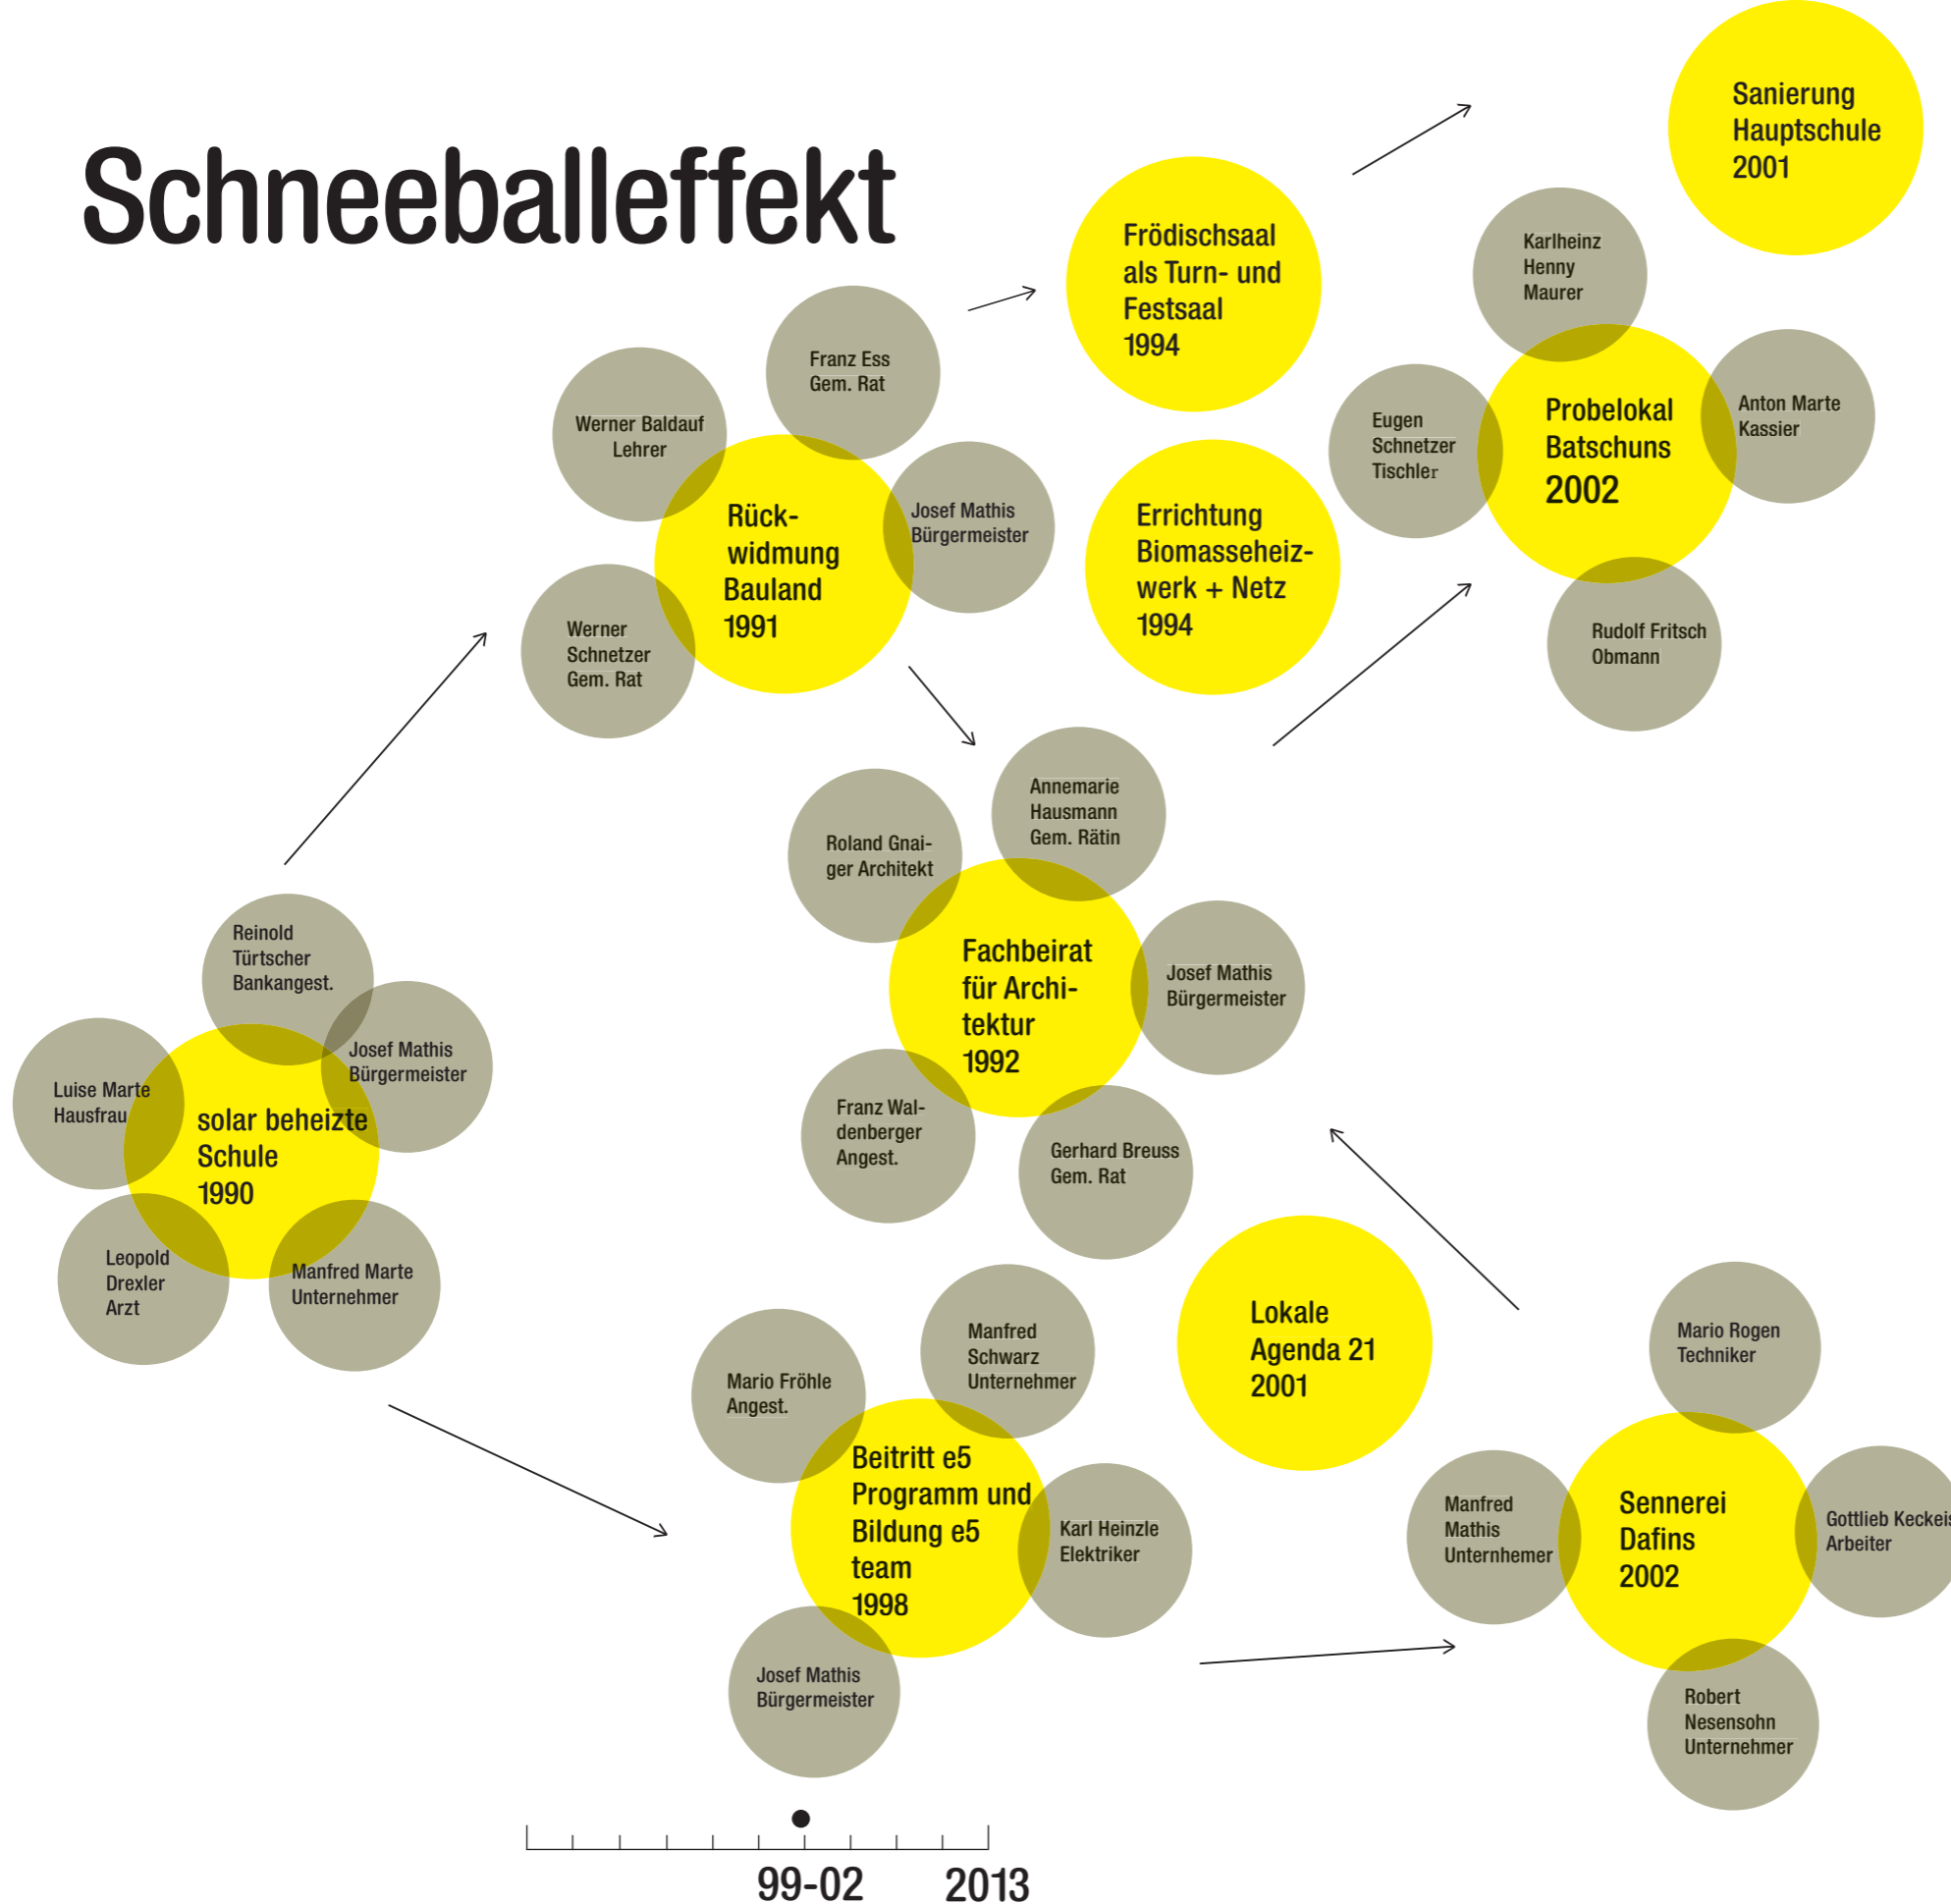 Schneeballeffekt
Sanierung
Hauptschule
2001
Frödischsaal
als Turn- und
Festsaal
1994
Karlheinz
Henny
Maurer
Franz Ess
Gem. Rat
Werner Baldauf
Lehrer
Eugen
Schnetzer
Tischler
Probelokal
Batschuns
2002
Anton Marte
Kassier
Rück-
widmung
Bauland
1991
Josef Mathis
Bürgermeister
Errichtung
Biomasseheiz-
werk + Netz
1994
Werner
Schnetzer
Gem. Rat
Rudolf Fritsch
Obmann
Annemarie
Hausmann
Gem. Rätin
Roland Gnai-
ger Architekt
Fachbeirat
für Archi-
tektur
1992
Josef Mathis
Bürgermeister
Reinold
Türtscher
Bankangest.
Josef Mathis
Bürgermeister
Luise Marte
Hausfrau
solar beheizte
Schule
1990
Franz Wal-
denberger
Angest.
Gerhard Breuss
Gem. Rat
Leopold
Drexler
Arzt
Manfred Marte
Unternehmer
Lokale
Agenda 21
2001
Manfred
Schwarz
Unternehmer
Mario Fröhle
Angest.
Mario Rogen
Techniker
Beitritt e5
Programm und
Bildung e5
team
1998
Karl Heinzle
Elektriker
Manfred
Mathis
Unternhemer
Sennerei
Dafins
2002
Gottlieb Keckeis
Arbeiter
Josef Mathis
Bürgermeister
Robert
Nesensohn
Unternehmer
99-02
2013